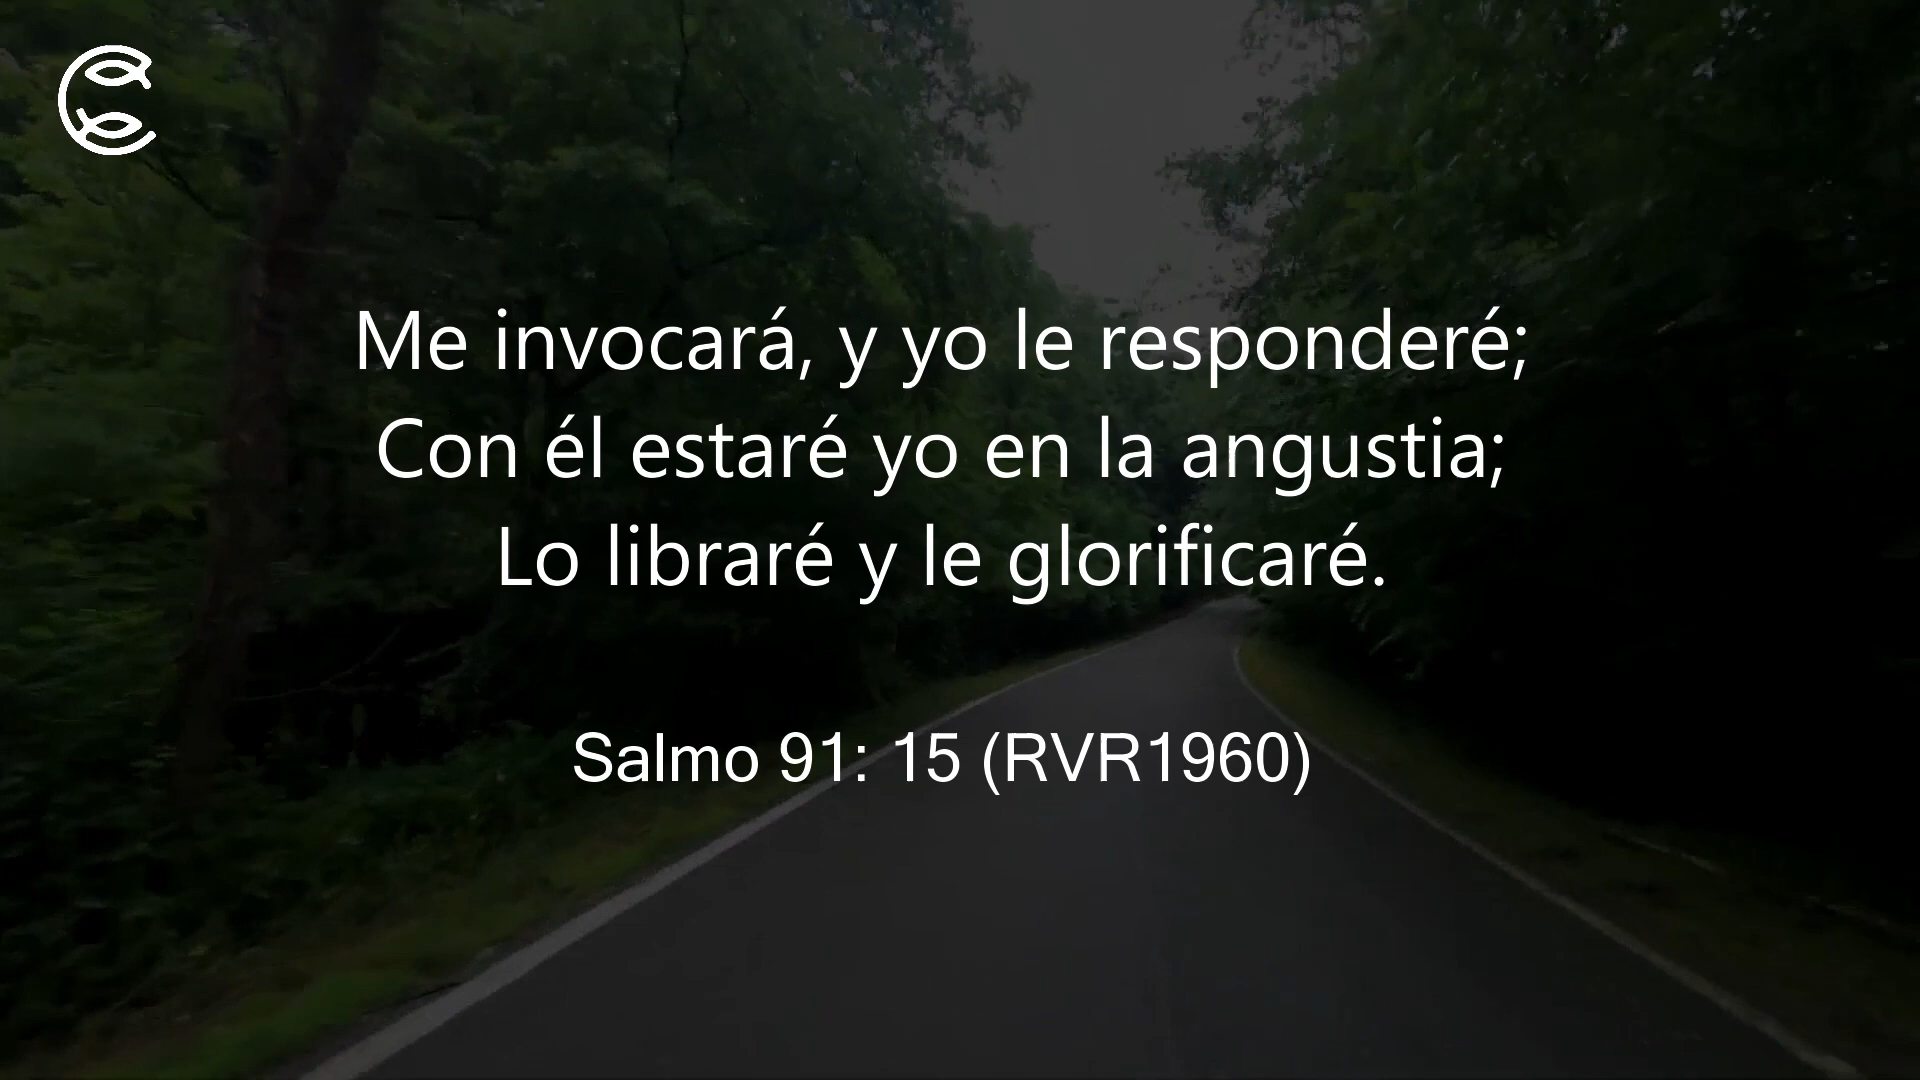 Me invocará, y yo le responderé;
Con él estaré yo en la angustia;
Lo libraré y le glorificaré.
Salmo 91: 15 (RVR1960)